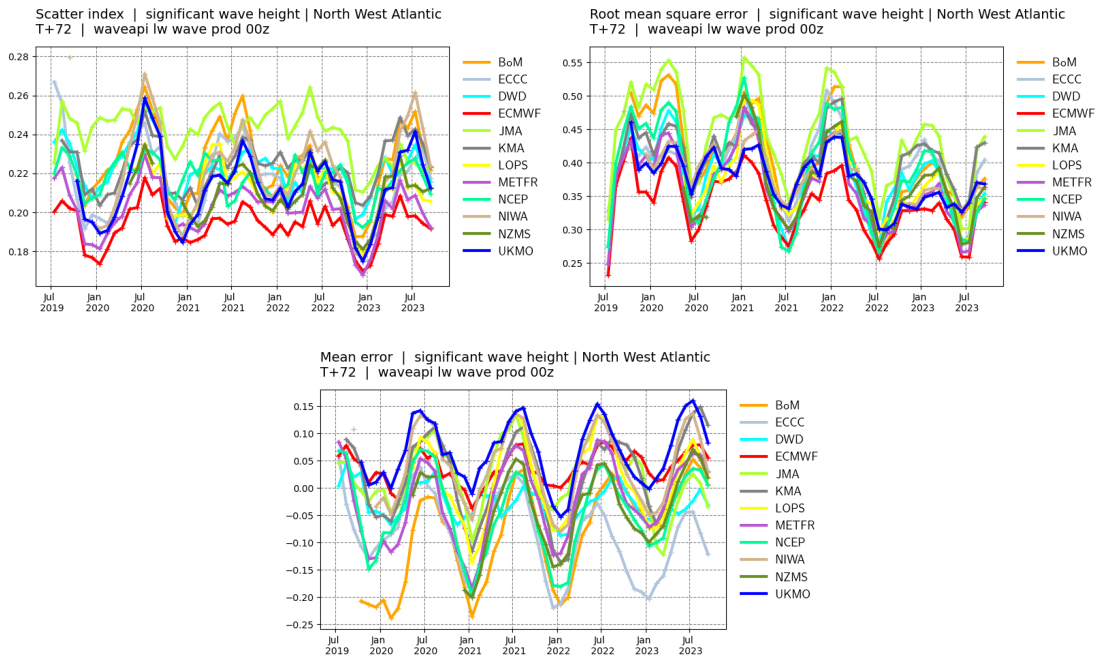 Scatter index | significant wave height | North West Atlantic
T+72 | waveapi lw wave prod 00z
0.28
0.26
0.24
0.22
0.20
0.18
Jul Jan Jul Jan Jul Jan Jul Jan Jul
2019 2020 2020 2021 2021 2022 2022 2023 2023
BoM
ECCC
DWD
ECMWF
JMA
KMA
LOPS
METFR
NCEP
NIWA
NZMS
UKMO
Root mean square error | significant wave height | North West Atlantic
T+72 | waveapi lw wave prod 00z
0.55
0.50
0.45
0.40
0.35
0.30
0.25
Jul Jan Jul Jan Jul Jan Jul Jan Jul
2019 2020 2020 2021 2021 2022 2022 2023 2023
BoM
ECCC
DWD
ECMWF
JMA
KMA
LOPS
METFR
NCEP
NIWA
NZMS
UKMO
Mean error | significant wave height | North West Atlantic
T+72 | waveapi lw wave prod 00z
0.15
0.10
0.05
0.00
−0.05
−0.10
−0.15
−0.20
−0.25
Jul Jan Jul Jan Jul Jan Jul Jan Jul
2019 2020 2020 2021 2021 2022 2022 2023 2023
BoM
ECCC
DWD
ECMWF
JMA
KMA
LOPS
METFR
NCEP
NIWA
NZMS
UKMO